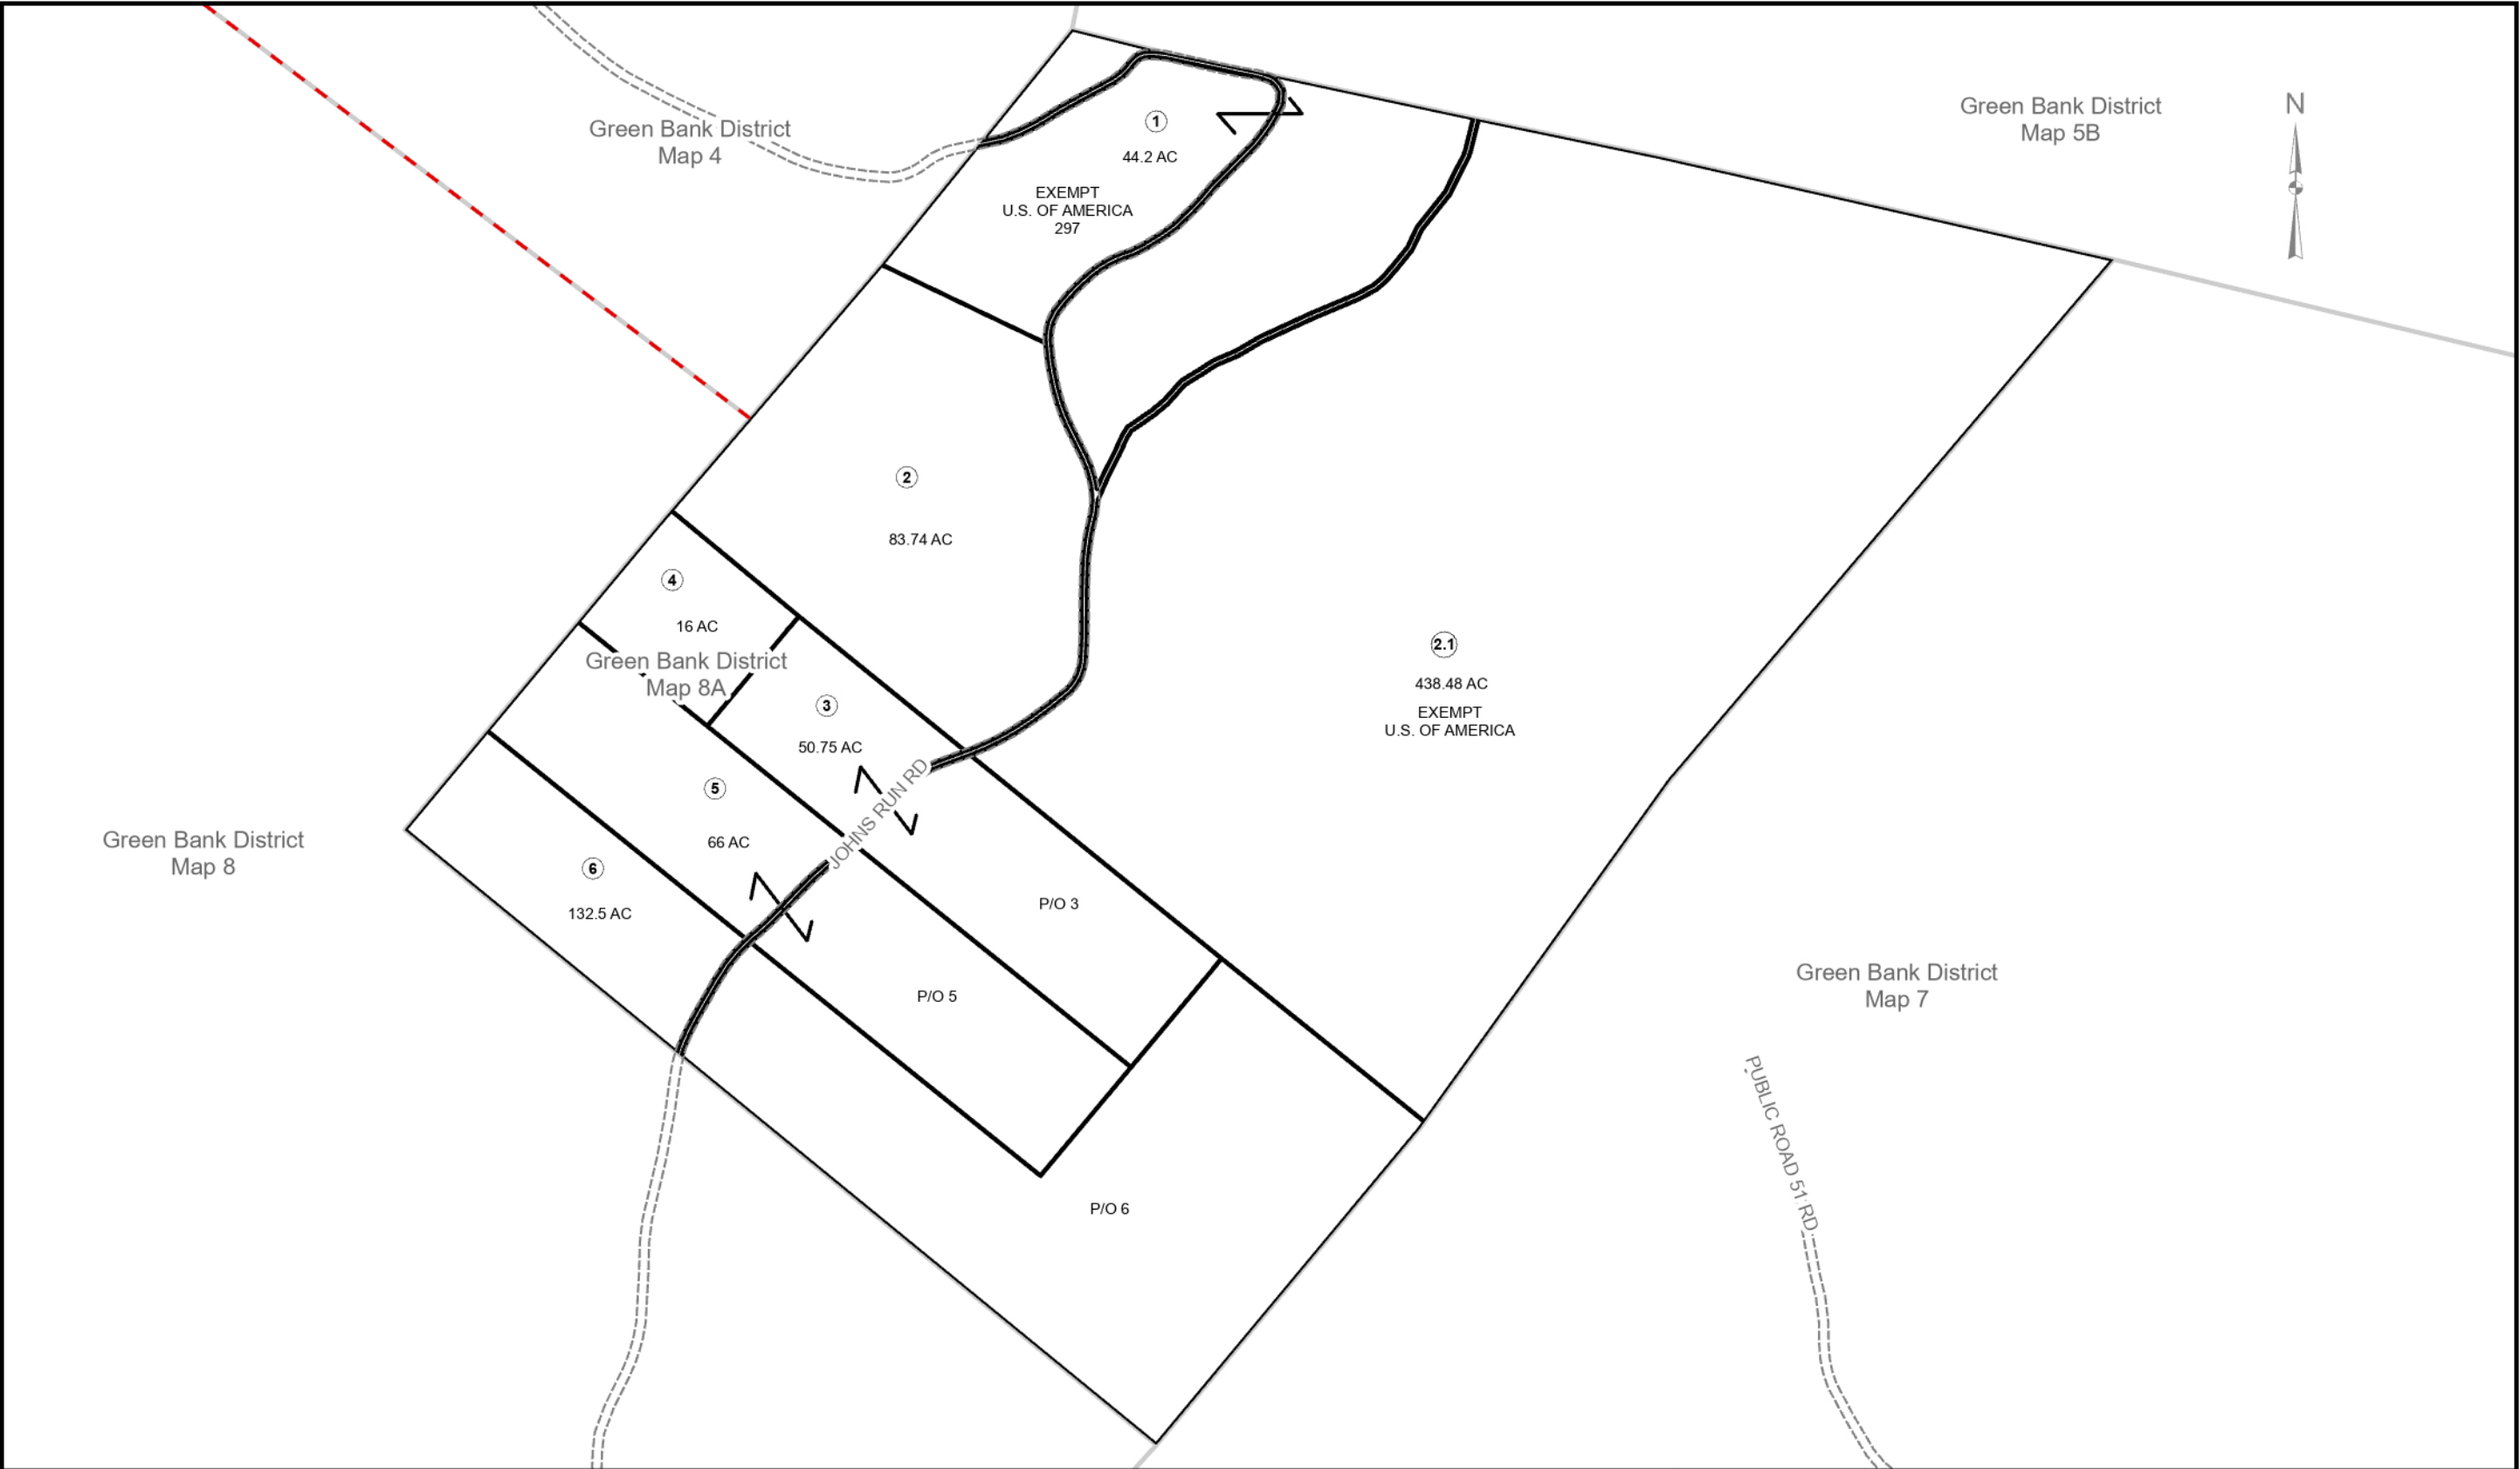 Green Bank District
Map 4
Green Bank District
Map 5B
N
1
44.2 AC
EXEMPT
U.S. OF AMERICA
297
2
83.74 AC
4
16 AC
Green Bank District
Map 8A
3
50.75 AC
2.1
438.48 AC
EXEMPT
U.S. OF AMERICA
JOHNS RUN RD
5
66 AC
Green Bank District
Map 8
6
132.5 AC
P/O 3
P/O 5
Green Bank District
Map 7
PUBLIC ROAD 51 RD
P/O 6